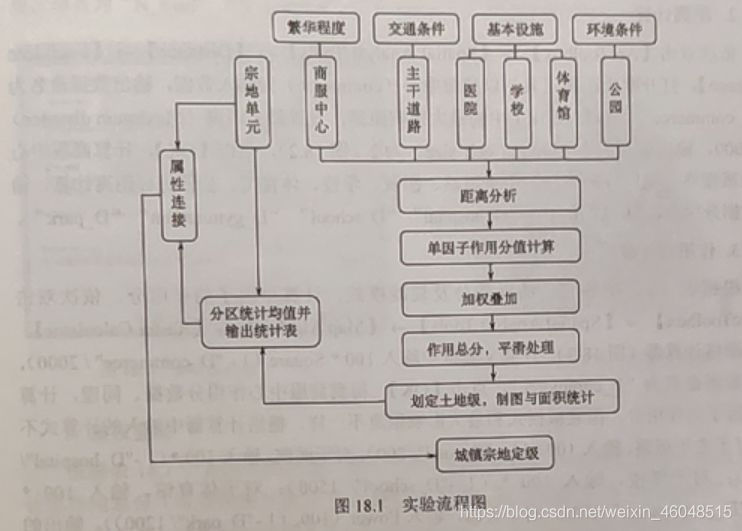 繁华程度
交通条件
基本设施
环境条件
宗地单元
商服中心
主干道路
医院
学校
体育馆
公园
属性连接
距离分析
单因子作用分值计算
加权叠加
分区统计均值并
输出统计表
作用总分，平滑处理
划定土地级，制图与面积统计
城镇宗地定级
图 18.1 实验流程图
https://blog.csdn.net/weixin_46048515